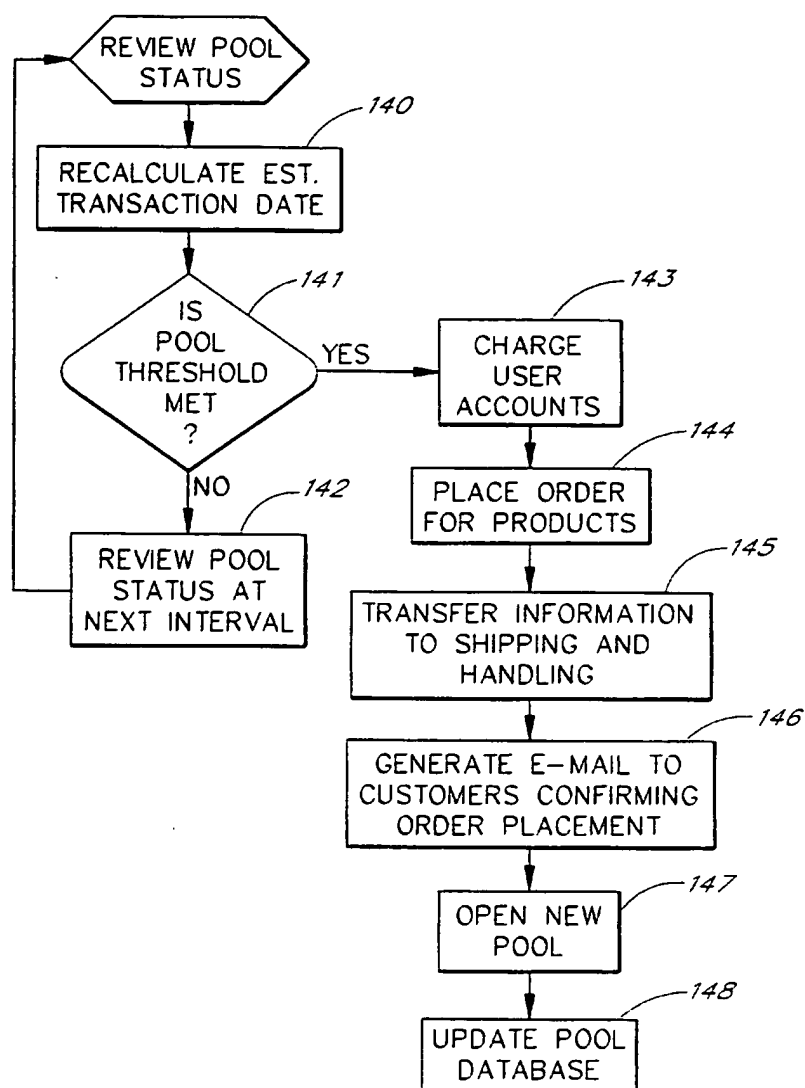 REVIEW POOL
STATUS
140
RECALCULATE EST.
TRANSACTION DATE
141
IS
POOL
THRESHOLD
MET
?
YES
NO
142
REVIEW POOL
STATUS AT
NEXT INTERVAL
143
CHARGE
USER
ACCOUNTS
144
PLACE ORDER
FOR PRODUCTS
145
TRANSFER INFORMATION
TO SHIPPING AND
HANDLING
146
GENERATE E-MAIL TO
CUSTOMERS CONFIRMING
ORDER PLACEMENT
147
OPEN NEW
POOL
148
UPDATE POOL
DATABASE